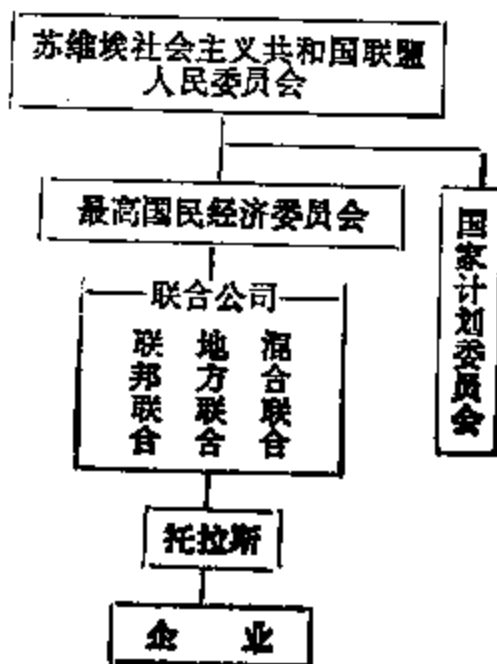 苏维埃社会主义共和国联盟
人民委员会
最高国民经济委员会
国家计划委员会
联合公司
联邦联合
地方联合
混合联合
托拉斯
企业